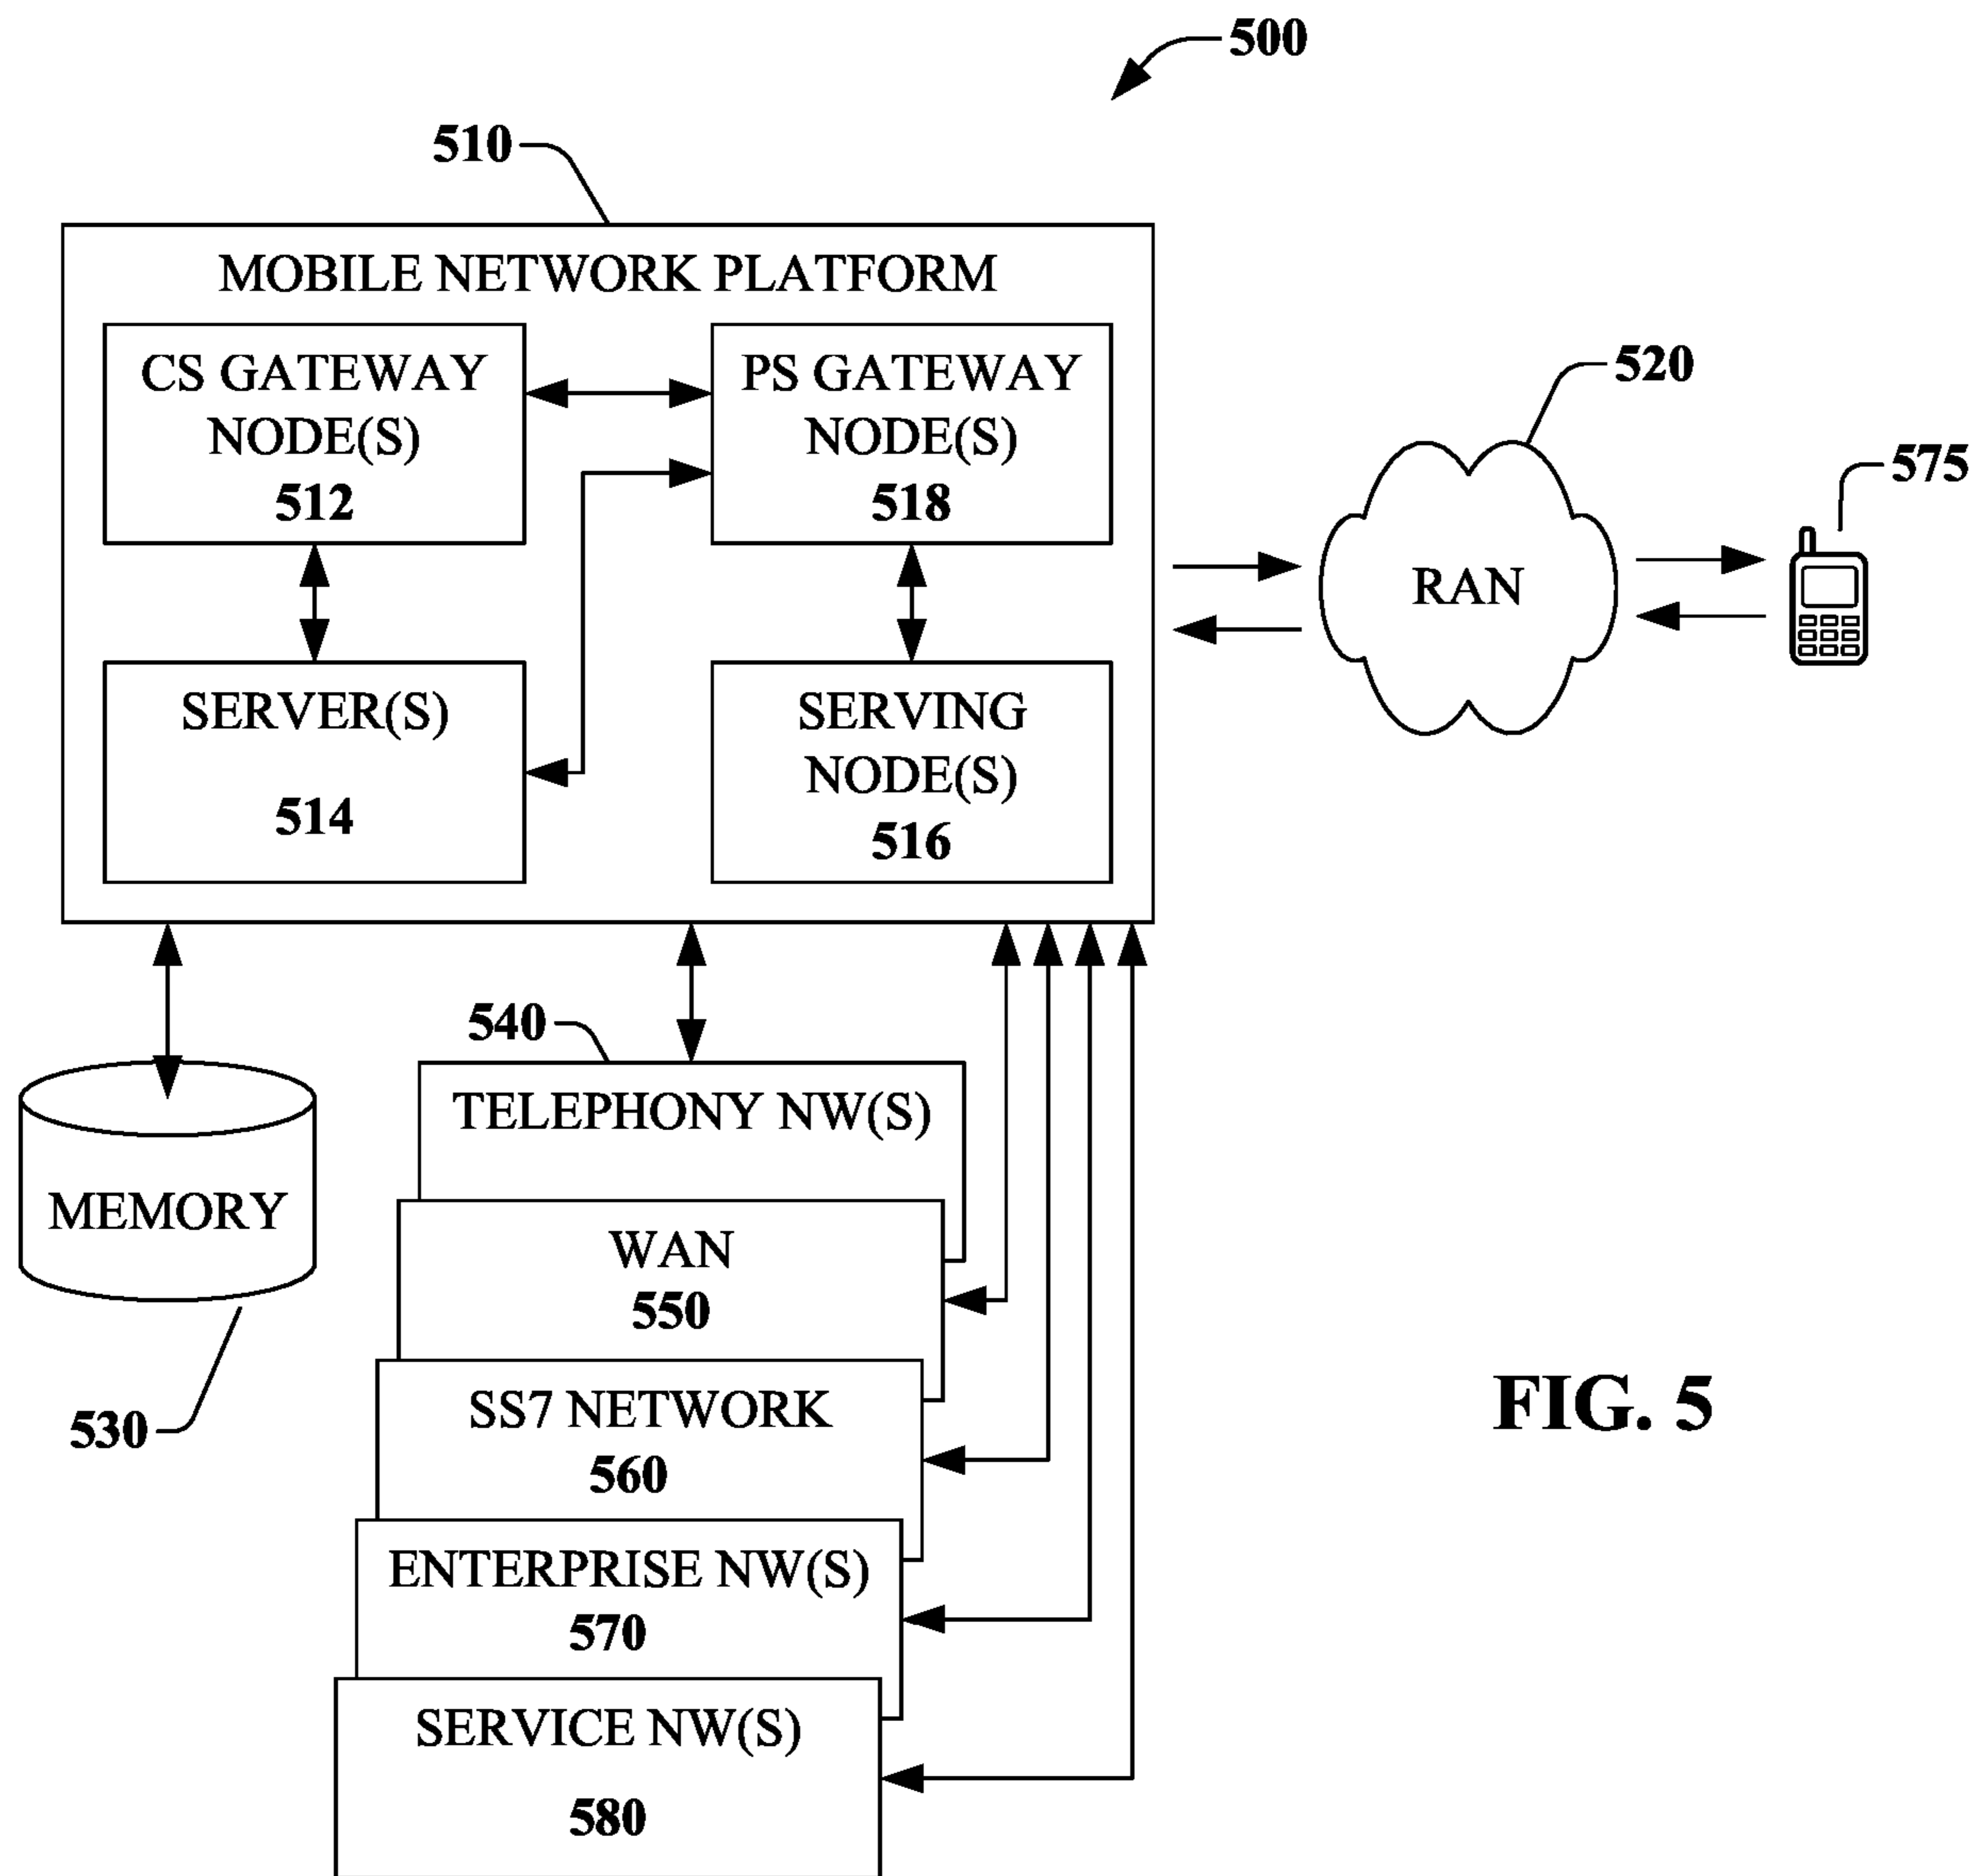 500
510
MOBILE NETWORK PLATFORM
CS GATEWAY
NODE(S)
512
PS GATEWAY
NODE(S)
518
520
575
RAN
SERVER(S)
514
SERVING
NODE(S)
516
540
TELEPHONY NW(S)
MEMORY
530
WAN
550
SS7 NETWORK
560
ENTERPRISE NW(S)
570
SERVICE NW(S)
580
FIG. 5